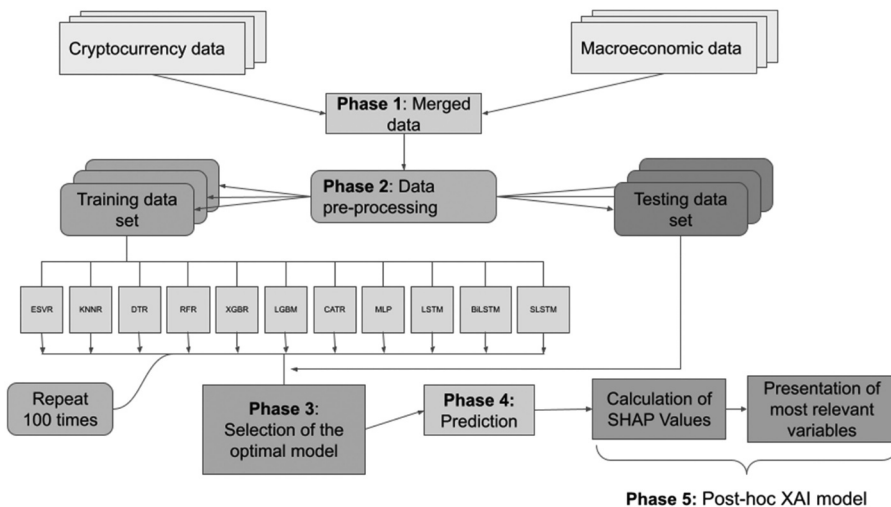 Cryptocurrency data
Macroeconomic data
Phase 1: Merged
data
Phase 2: Data
pre-processing
Training data
set
Testing data
set
ESVR
KNNR
DTR
RFR
XGBR
LGBM
CATR
MLP
LSTM
BiLSTM
SLSTM
Repeat
100 times
Phase 3:
Selection of the
optimal model
Phase 4:
Prediction
Calculation of
SHAP Values
Presentation of
most relevant
variables
Phase 5: Post-hoc XAI model